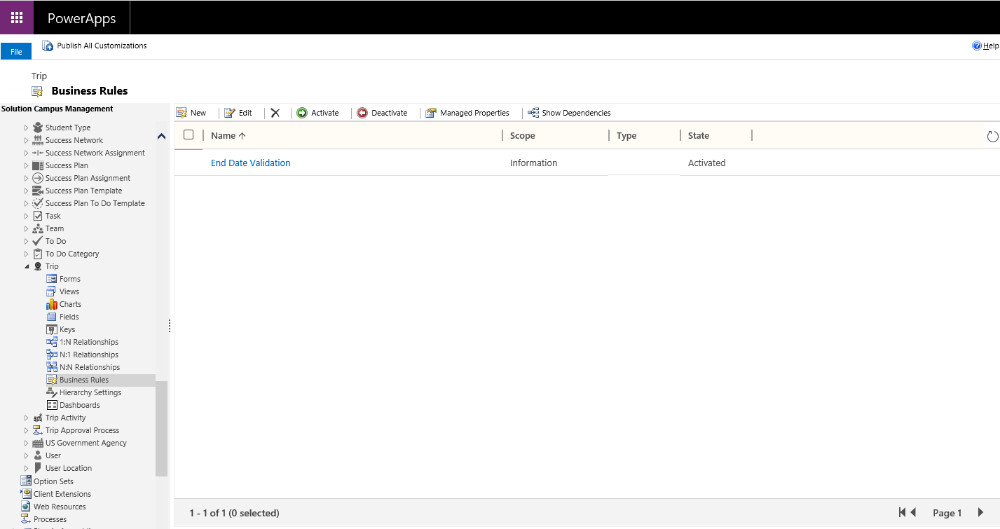 PowerApps
File
Publish All Customizations
Help
Trip
Business Rules
Solution Campus Management
Student Type
Success Network
Success Network Assignment
Success Plan
Success Plan Assignment
Success Plan Template
Success Plan To Do Template
Task
Team
To Do
To Do Category
Trip
Forms
Views
Charts
Fields
Keys
1:N Relationships
N:1 Relationships
N:N Relationships
Business Rules
Hierarchy Settings
Dashboards
Trip Activity
Trip Approval Process
US Government Agency
User
User Location
Option Sets
Client Extensions
Web Resources
Processes
New Edit Activate Deactivate Managed Properties Show Dependencies
Name Scope Type State
End Date Validation Information Activated
1 - 1 of 1 (0 selected) Page 1